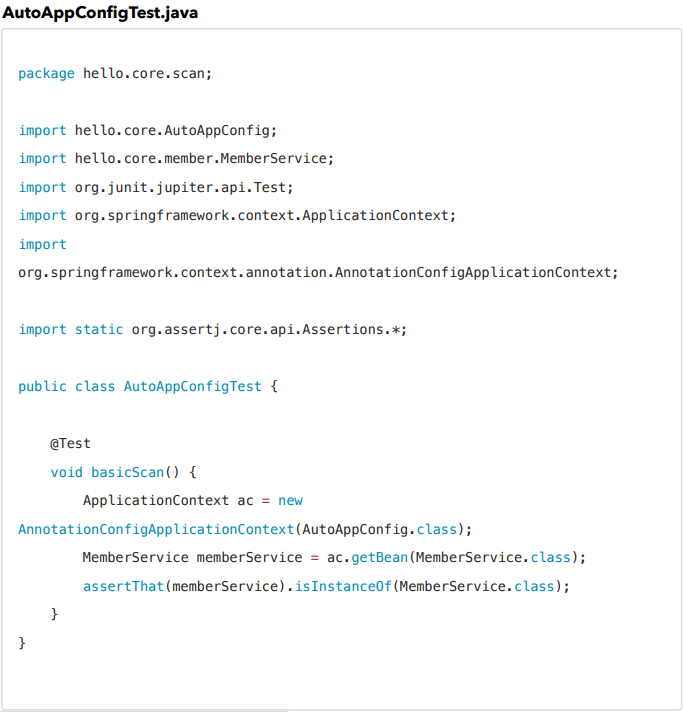 AutoAppConfigTest.java
package hello.core.scan;
import hello.core.AutoAppConfig;
import hello.core.member.MemberService;
import org.junit.jupiter.api.Test;
import org.springframework.context.ApplicationContext;
import
org.springframework.context.annotation.AnnotationConfigApplicationContext;
import static org.assertj.core.api.Assertions.*;
public class AutoAppConfigTest {
    @Test
    void basicScan() {
        ApplicationContext ac = new
AnnotationConfigApplicationContext(AutoAppConfig.class);
        MemberService memberService = ac.getBean(MemberService.class);
        assertThat(memberService).isInstanceOf(MemberService.class);
    }
}